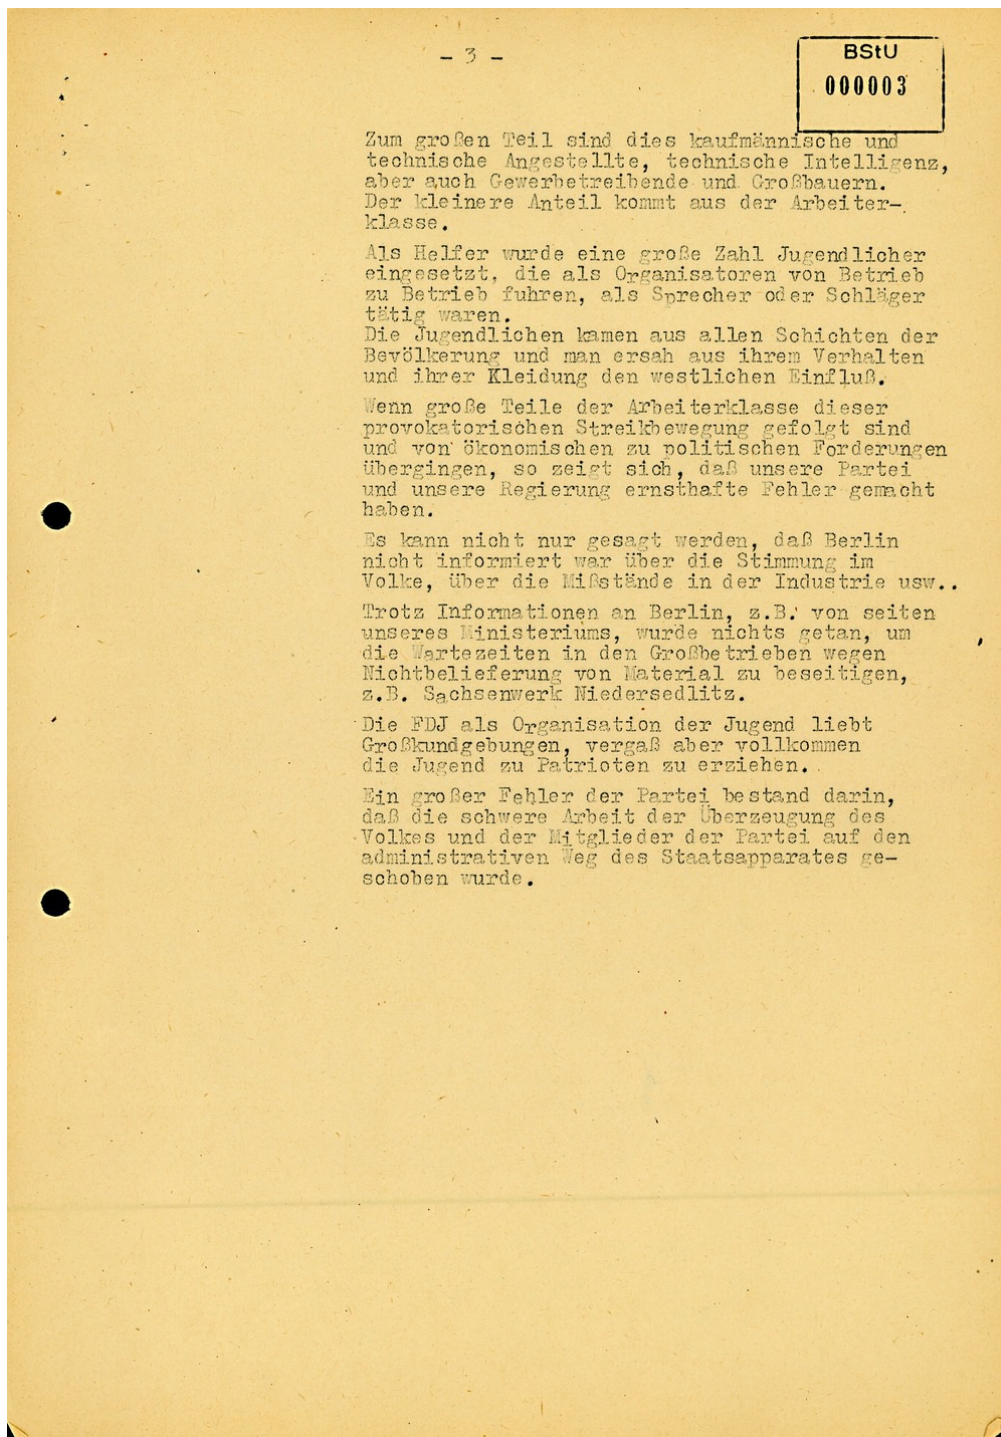 - 3 -
BStU
000003
Zum großen Teil sind dies kaufmännische und
technische Angestellte, technische Intelligenz,
aber auch Gewerbetreibende und Großbauern.
Der kleinere Anteil kommt aus der Arbeiter-
klasse.
Als Helfer wurde eine große Zahl Jugendlicher
eingesetzt, die als Organisatoren von Betrieb
zu Betrieb fuhren, als Sprecher oder Schläger
tätig waren.
Die Jugendlichen kamen aus allen Schichten der
Bevölkerung und man ersah aus ihrem Verhalten
und ihrer Kleidung den westlichen Einfluß.
Wenn große Teile der Arbeiterklasse dieser
provokatorischen Streikbewegung gefolgt sind
und von ökonomischen zu politischen Forderungen
übergingen, so zeigt sich, daß unsere Partei
und unsere Regierung ernsthafte Fehler gemacht
haben.
Es kann nicht nur gesagt werden, daß Berlin
nicht informiert war über die Stimmung im
Volke, über die Mißstände in der Industrie usw..
Trotz Informationen an Berlin, z.B. von seiten
unseres Ministeriums, wurde nichts getan, um
die Wartezeiten in den Großbetrieben wegen
Nichtbelieferung von Material zu beseitigen,
z.B. Sachsenwerk Niedersedlitz.
Die FDJ als Organisation der Jugend liebt
Großkundgebungen, vergaß aber vollkommen
die Jugend zu Patrioten zu erziehen.
Ein großer Fehler der Partei bestand darin,
daß die schwere Arbeit der Überzeugung des
Volkes und der Mitglieder der Partei auf den
administrativen Weg des Staatsapparates ge-
schoben wurde.